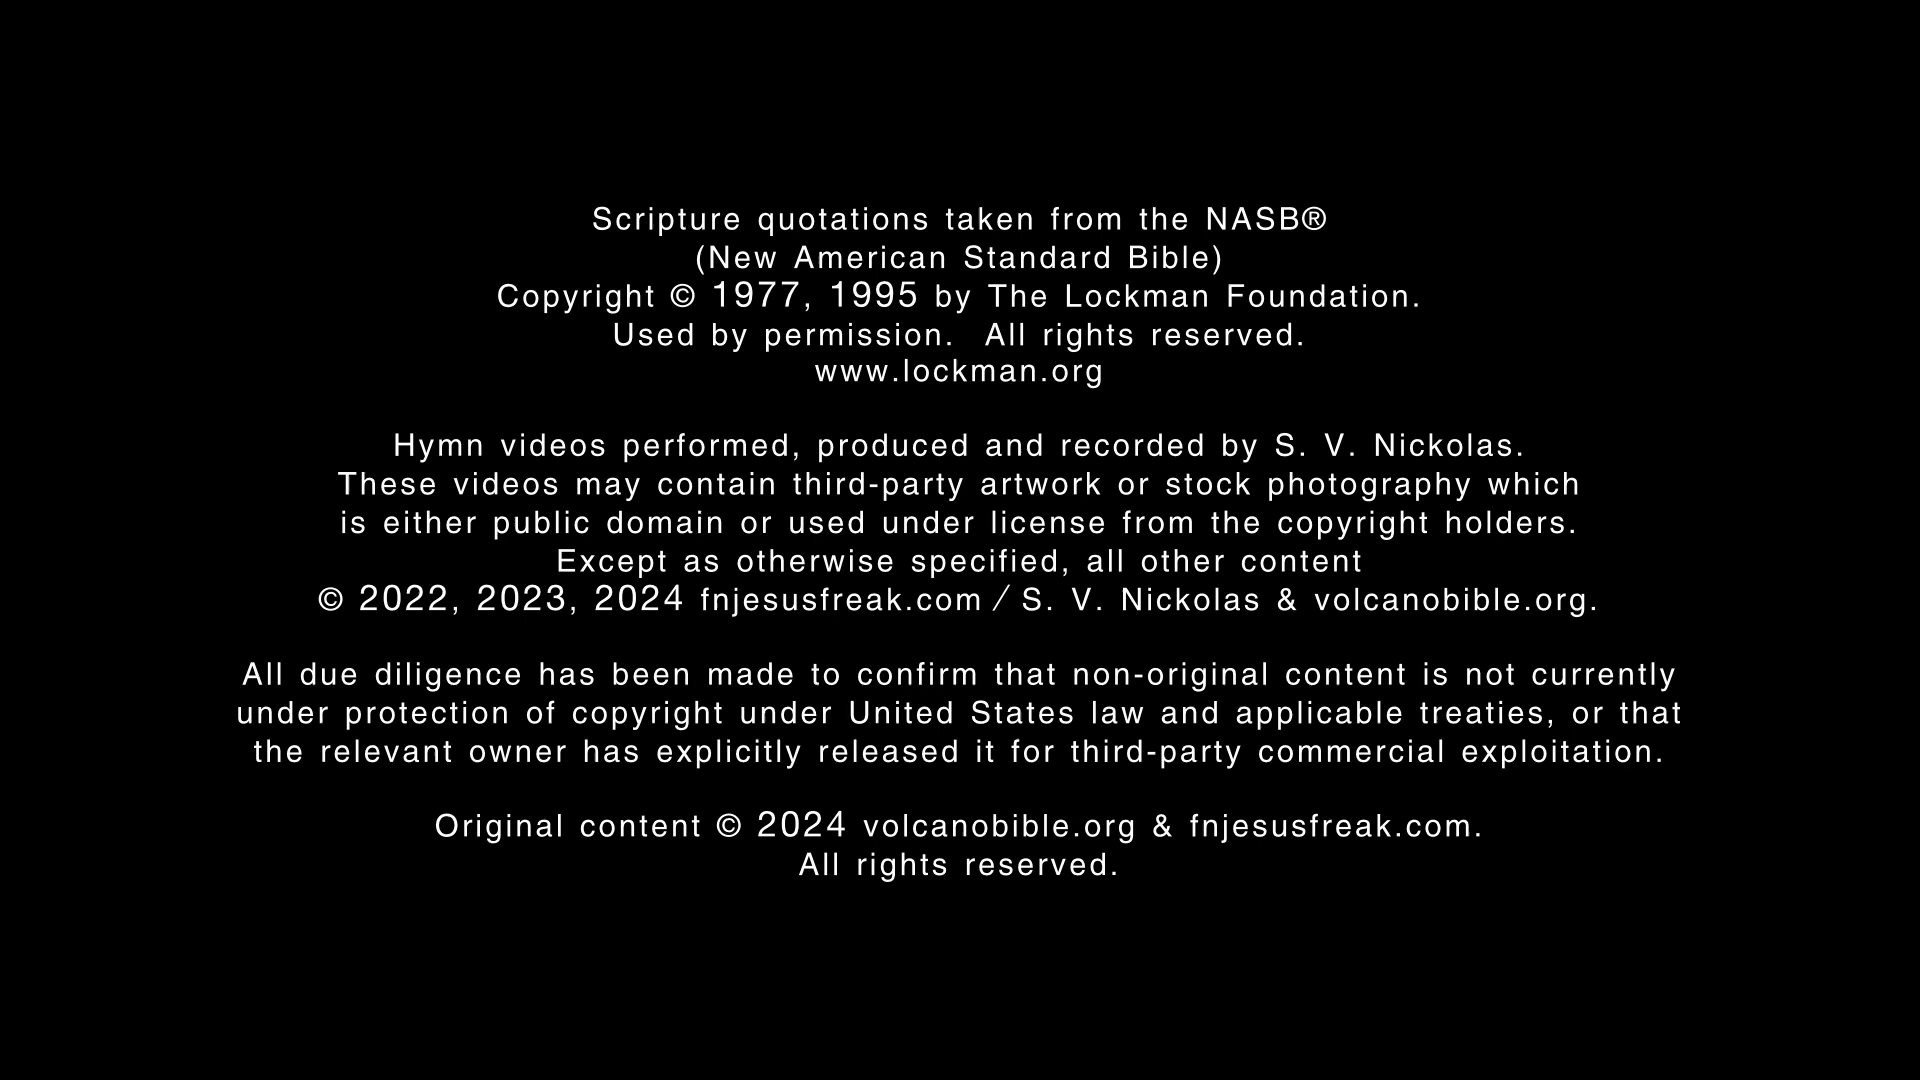 Scripture quotations taken from the NASB®
(New American Standard Bible)
Copyright © 1977, 1995 by The Lockman Foundation.
Used by permission.  All rights reserved.
www.lockman.org
Hymn videos performed, produced and recorded by S. V. Nickolas.
These videos may contain third-party artwork or stock photography which
is either public domain or used under license from the copyright holders.
Except as otherwise specified, all other content
© 2022, 2023, 2024 fnjesusfreak.com / S. V. Nickolas & volcanobible.org.
All due diligence has been made to confirm that non-original content is not currently
under protection of copyright under United States law and applicable treaties, or that
the relevant owner has explicitly released it for third-party commercial exploitation.
Original content © 2024 volcanobible.org & fnjesusfreak.com.
All rights reserved.